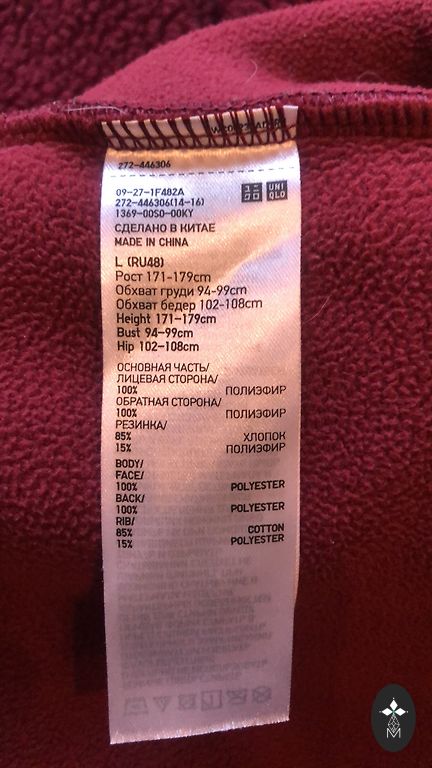 272-446306
09-27-1F482A
272-446306(14-16)
1369-00S0-00KY
UNI
QLO
СДЕЛАНО В КИТАЕ
MADE IN CHINA
L (RU48)
Рост 171-179cm
Обхват груди 94-99cm
Обхват бедер 102-108cm
Height 171-179cm
Bust 94-99cm
Hip 102-108cm
ОСНОВНАЯ ЧАСТЬ/
ЛИЦЕВАЯ СТОРОНА/
100% ПОЛИЭФИР
ОБРАТНАЯ СТОРОНА/
100% ПОЛИЭФИР
РЕЗИНКА/
85% ХЛОПОК
15% ПОЛИЭФИР
BODY/
FACE/
100% POLYESTER
BACK/
100% POLYESTER
RIB/
85% COTTON
15% POLYESTER
M